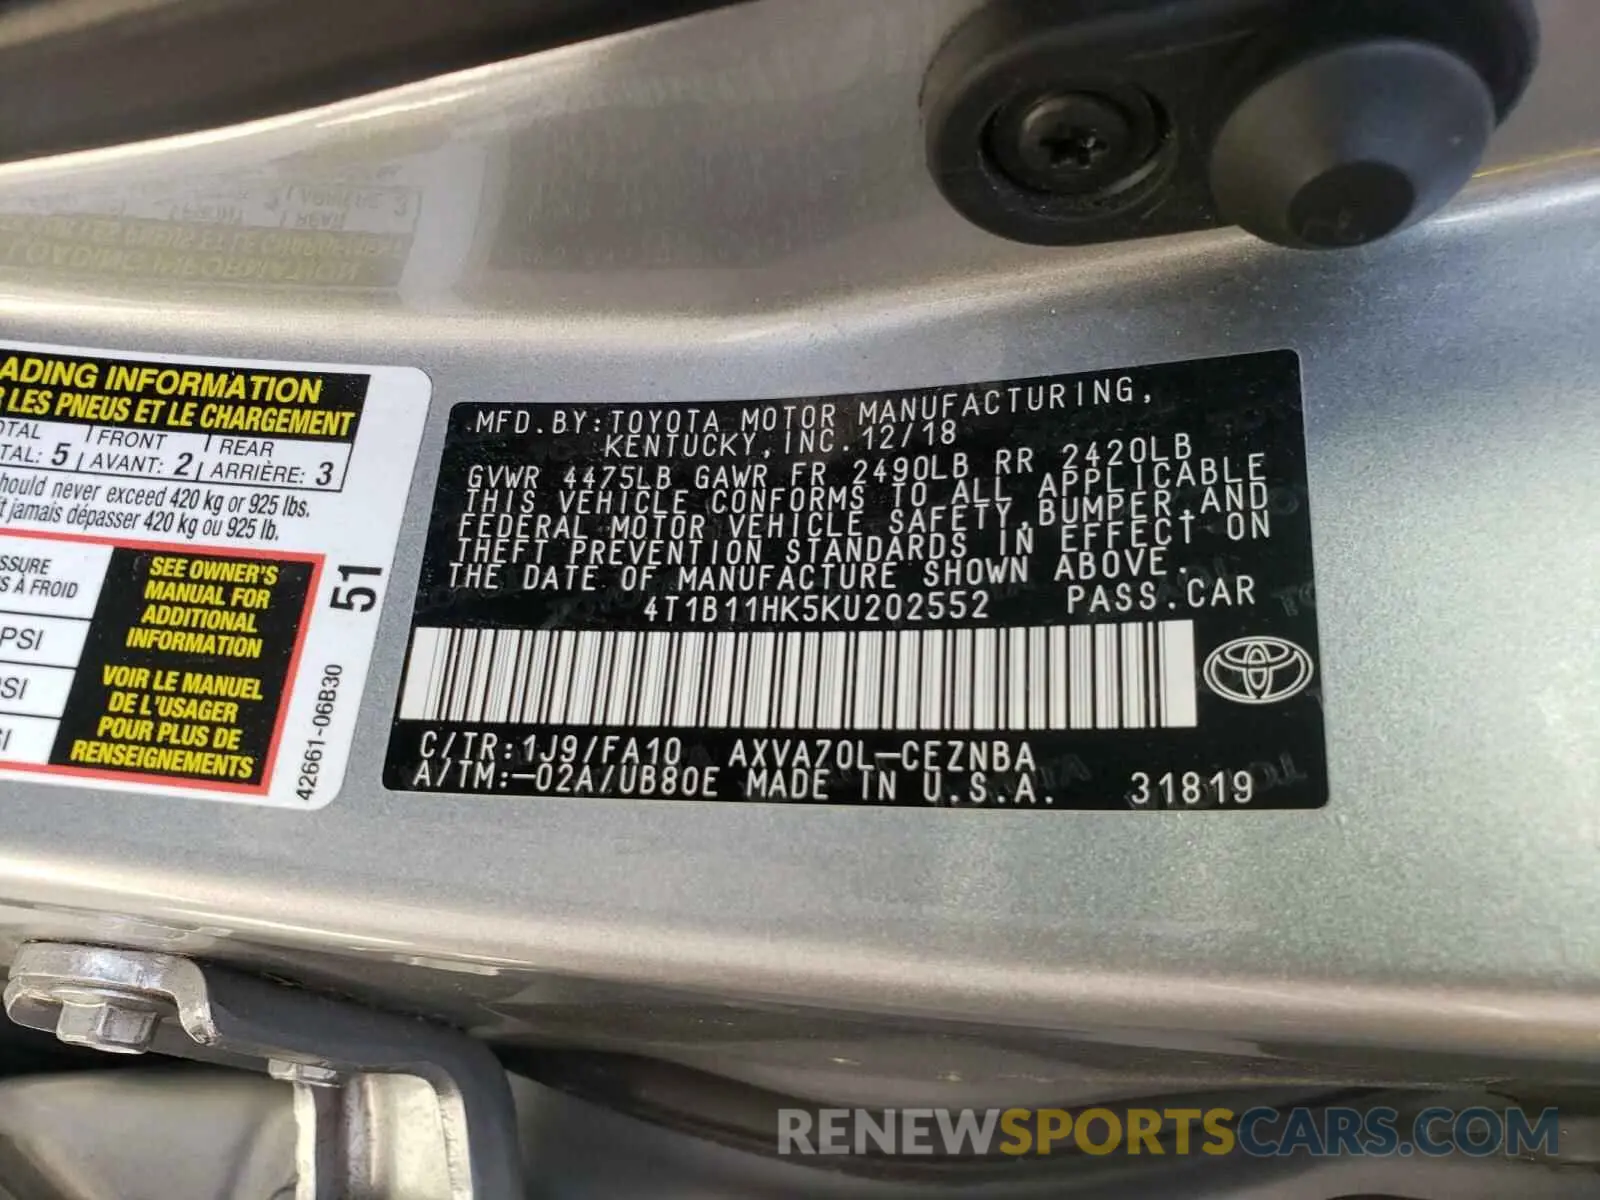 ADING INFORMATION
R LES PNEUS ET LE CHARGEMENT
OTAL FRONT REAR
TAL: 5 AVANT: 2 ARRIÈRE: 3
hould never exceed 420 kg or 925 lbs.
t jamais dépasser 420 kg ou 925 lb.
SSURE
S À FROID
PSI
SI
SI
SEE OWNER'S
MANUAL FOR
ADDITIONAL
INFORMATION
VOIR LE MANUEL
DE L'USAGER
POUR PLUS DE
RENSEIGNEMENTS
51
42661-06B30
MFD. BY: TOYOTA MOTOR MANUFACTURING,
KENTUCKY, INC. 12/18
GVWR 4475LB GAWR FR 2490LB RR 2420LB
THIS VEHICLE CONFORMS TO ALL APPLICABLE
FEDERAL MOTOR VEHICLE SAFETY, BUMPER, AND
THEFT PREVENTION STANDARDS IN EFFECT ON
THE DATE OF MANUFACTURE SHOWN ABOVE.
4T1B11HK5KU202552 PASS. CAR
C/TR: 1J9/FA10 AXVA70L-CEZNBA
A/TM: -02A/UB80E MADE IN U.S.A. 31819
RENEWSPORTSCARS.COM